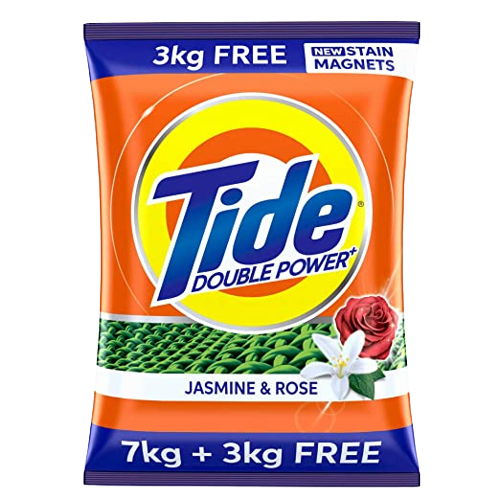 3kg FREE
NEW STAIN
MAGNETS
Tide®
DOUBLE POWER+
JASMINE & ROSE
7kg + 3kg FREE